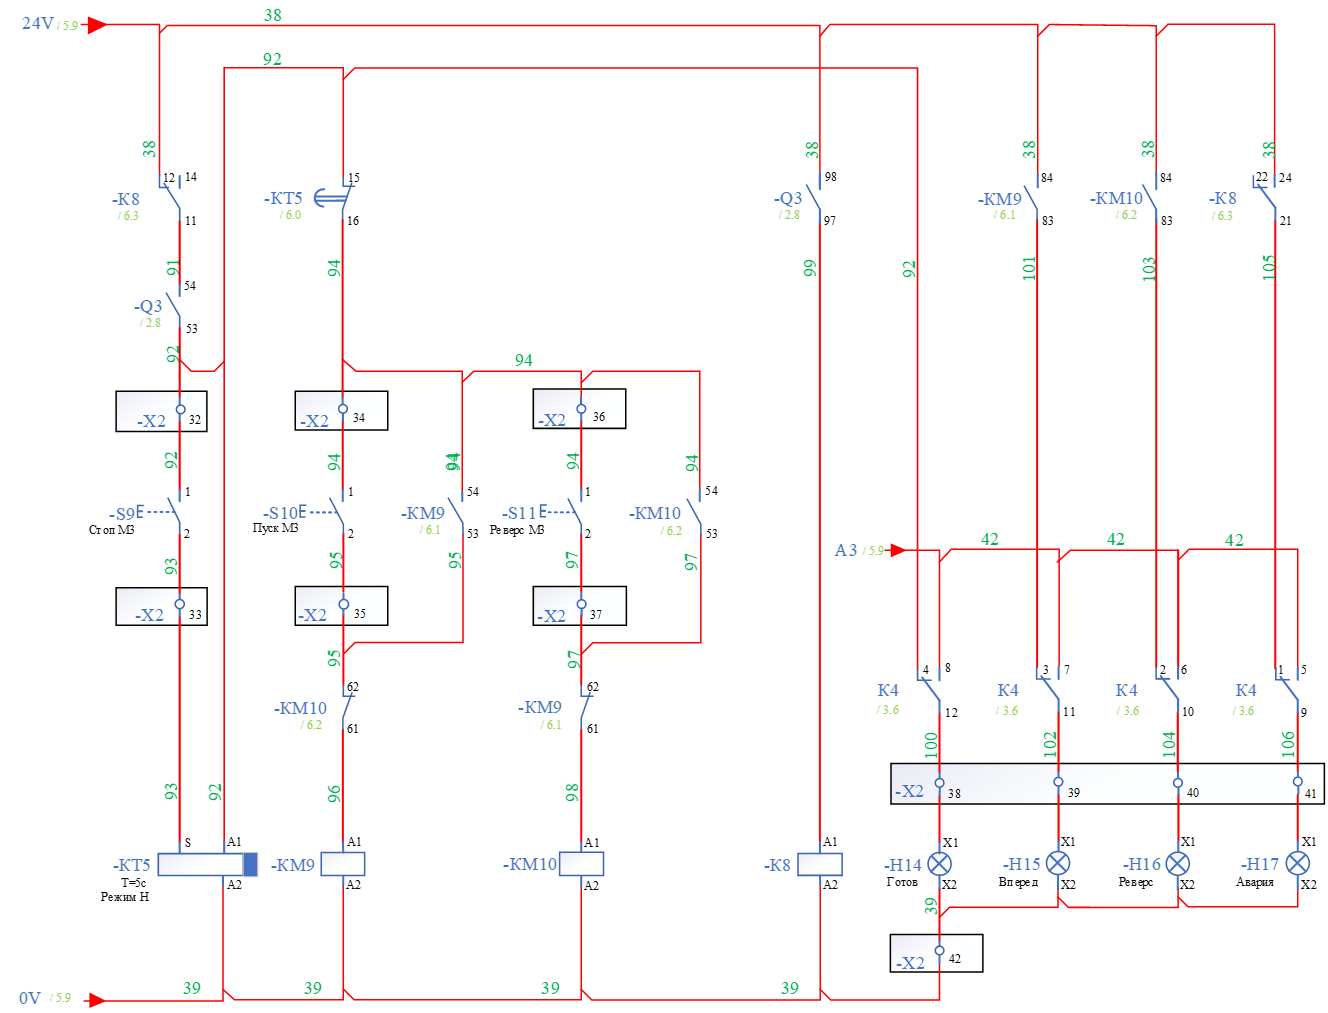 24V / 5.9
38
92
38
38
38
38
38
12 14
-K8
/ 6.3
11
15
-KT5
/ 6.0
16
98
-Q3
/ 2.8
97
84
-KM9
/ 6.1
83
84
-KM10
/ 6.2
83
22 24
-K8
/ 6.3
21
91
94
99
92
101
103
105
54
-Q3
/ 2.8
53
92
94
-X2 32
-X2 34
-X2 36
92
94
94
94
94
1
-S9E
Стоп М3
2
1
-S10E
Пуск М3
2
54
-KM9
/ 6.1
53
1
-S11E
Реверс М3
2
54
-KM10
/ 6.2
53
93
95
95
97
97
A3 / 5.9
42
42
42
-X2 33
-X2 35
-X2 37
95
97
62
-KM10
/ 6.2
61
62
-KM9
/ 6.1
61
4 8
K4
/ 3.6
12
3 7
K4
/ 3.6
11
2 6
K4
/ 3.6
10
1 5
K4
/ 3.6
9
100
102
104
106
93
92
96
98
-X2 38 39 40 41
S A1
-KT5
T=5c
Режим Н
A2
A1
-KM9
A2
A1
-KM10
A2
A1
-K8
A2
X1
-H14
Готов
X2
X1
-H15
Вперед
X2
X1
-H16
Реверс
X2
X1
-H17
Авария
X2
39
-X2 42
0V / 5.9
39
39
39
39